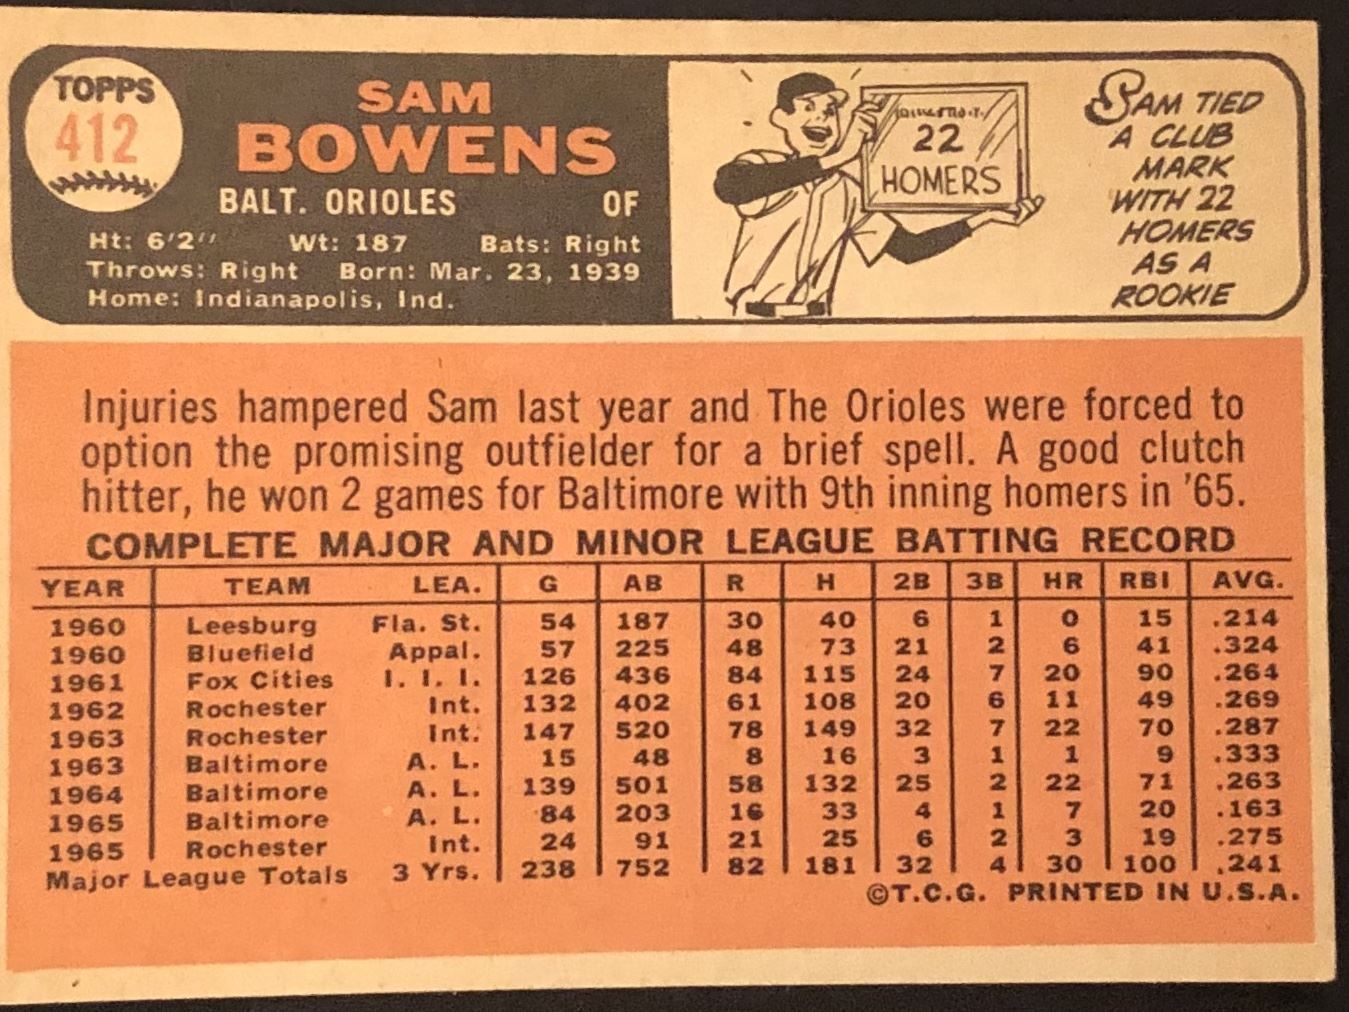 TOPPS
412
SAM
BOWENS
BALT. ORIOLES OF
Ht: 6'2" Wt: 187 Bats: Right
Throws: Right Born: Mar. 23, 1939
Home: Indianapolis, Ind.
22
HOMERS
SAM TIED
A CLUB
MARK
WITH 22
HOMERS
AS A
ROOKIE
Injuries hampered Sam last year and The Orioles were forced to
option the promising outfielder for a brief spell. A good clutch
hitter, he won 2 games for Baltimore with 9th inning homers in '65.
COMPLETE MAJOR AND MINOR LEAGUE BATTING RECORD
YEAR TEAM LEA. G AB R H 2B 3B HR RBI AVG.
1960 Leesburg Fla. St. 54 187 30 40 6 1 0 15 .214
1960 Bluefield Appal. 57 225 48 73 21 2 6 41 .324
1961 Fox Cities I. I. I. 126 436 84 115 24 7 20 90 .264
1962 Rochester Int. 132 402 61 108 20 6 11 49 .269
1963 Rochester Int. 147 520 78 149 32 7 22 70 .287
1963 Baltimore A. L. 15 48 8 16 3 1 1 9 .333
1964 Baltimore A. L. 139 501 58 132 25 2 22 71 .263
1965 Baltimore A. L. 84 203 16 33 4 1 7 20 .163
1965 Rochester Int. 24 91 21 25 6 2 3 19 .275
Major League Totals 3 Yrs. 238 752 82 181 32 4 30 100 .241
©T.C.G. PRINTED IN U.S.A.